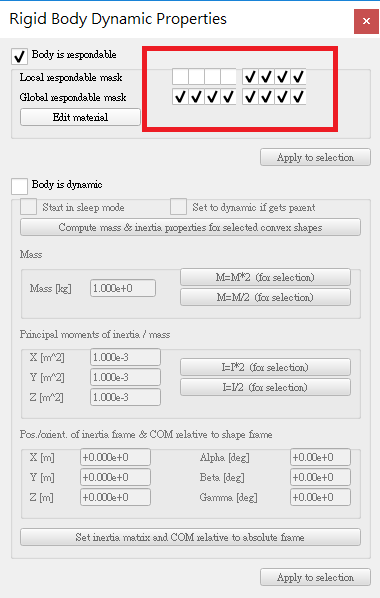 Rigid Body Dynamic Properties
Body is respondable
Local respondable mask
Global respondable mask
Edit material
Apply to selection
Body is dynamic
Start in sleep mode Set to dynamic if gets parent
Compute mass & inertia properties for selected convex shapes
Mass
Mass [kg] 1.000e+0 M=M*2 (for selection)
M=M/2 (for selection)
Principal moments of inertia / mass
X [m^2] 1.000e-3 I=I*2 (for selection)
Y [m^2] 1.000e-3 I=I/2 (for selection)
Z [m^2] 1.000e-3
Pos./orient. of inertia frame & COM relative to shape frame
X [m] +0.000e+0 Alpha [deg] +0.00e+0
Y [m] +0.000e+0 Beta [deg] +0.00e+0
Z [m] +0.000e+0 Gamma [deg] +0.00e+0
Set inertia matrix and COM relative to absolute frame
Apply to selection